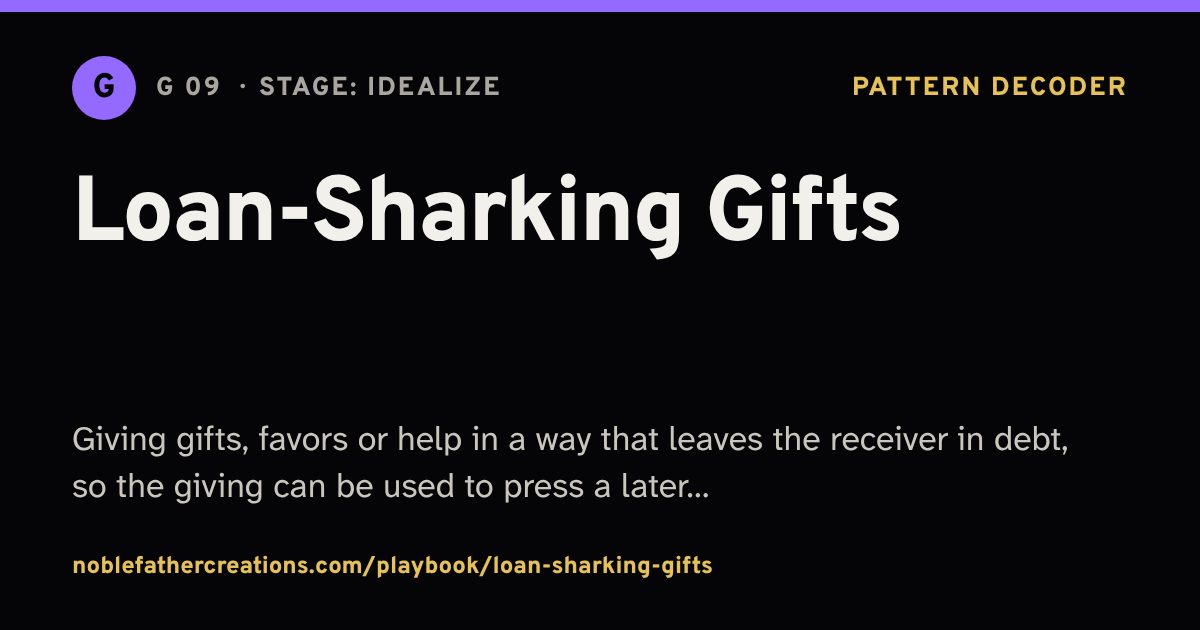 G
G 09 · STAGE: IDEALIZE
PATTERN DECODER
Loan-Sharking Gifts
Giving gifts, favors or help in a way that leaves the receiver in debt,
so the giving can be used to press a later...
noblefathercreations.com/playbook/loan-sharking-gifts